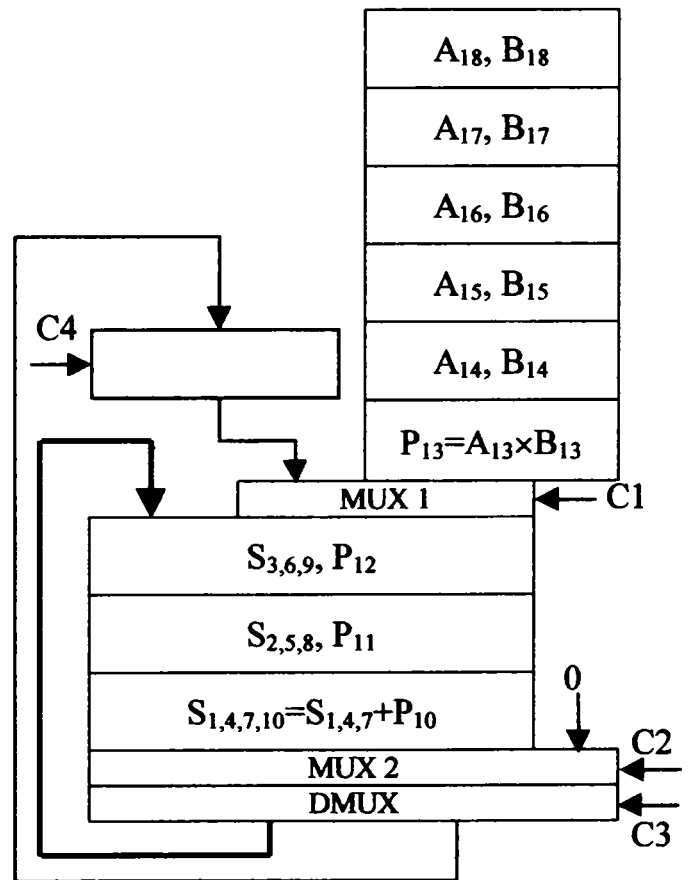 A₁₈, B₁₈
A₁₇, B₁₇
A₁₆, B₁₆
A₁₅, B₁₅
C4
A₁₄, B₁₄
P₁₃=A₁₃×B₁₃
MUX 1
C1
S₃,₆,₉, P₁₂
S₂,₅,₈, P₁₁
0
S₁,₄,₇,₁₀=S₁,₄,₇+P₁₀
C2
MUX 2
DMUX
C3